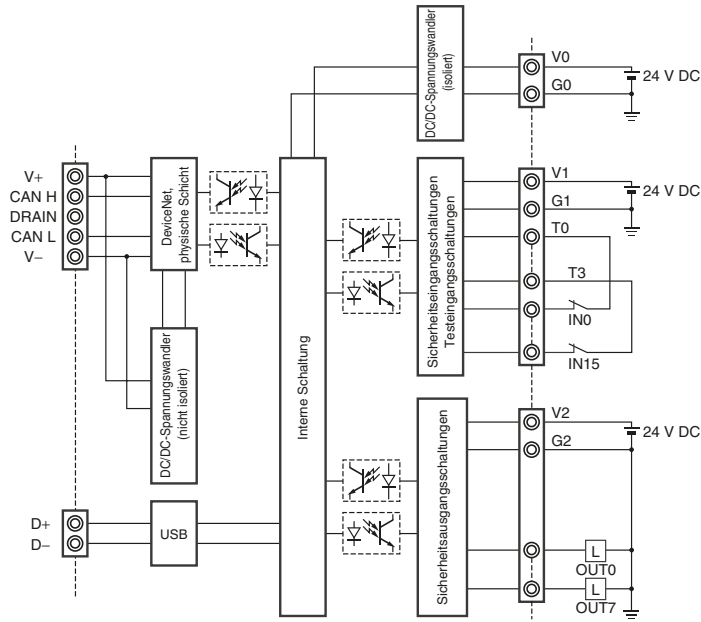 DC/DC-Spannungswandler
(isoliert)
V0
G0
24 V DC
V+
CAN H
DRAIN
CAN L
V–
DeviceNet,
physische Schicht
DC/DC-Spannungswandler
(nicht isoliert)
D+
D–
USB
Interne Schaltung
Sicherheitseingangsschaltungen
Testeingangsschaltungen
V1
G1
T0
T3
IN0
IN15
24 V DC
Sicherheitsausgangsschaltungen
V2
G2
24 V DC
L
OUT0
L
OUT7